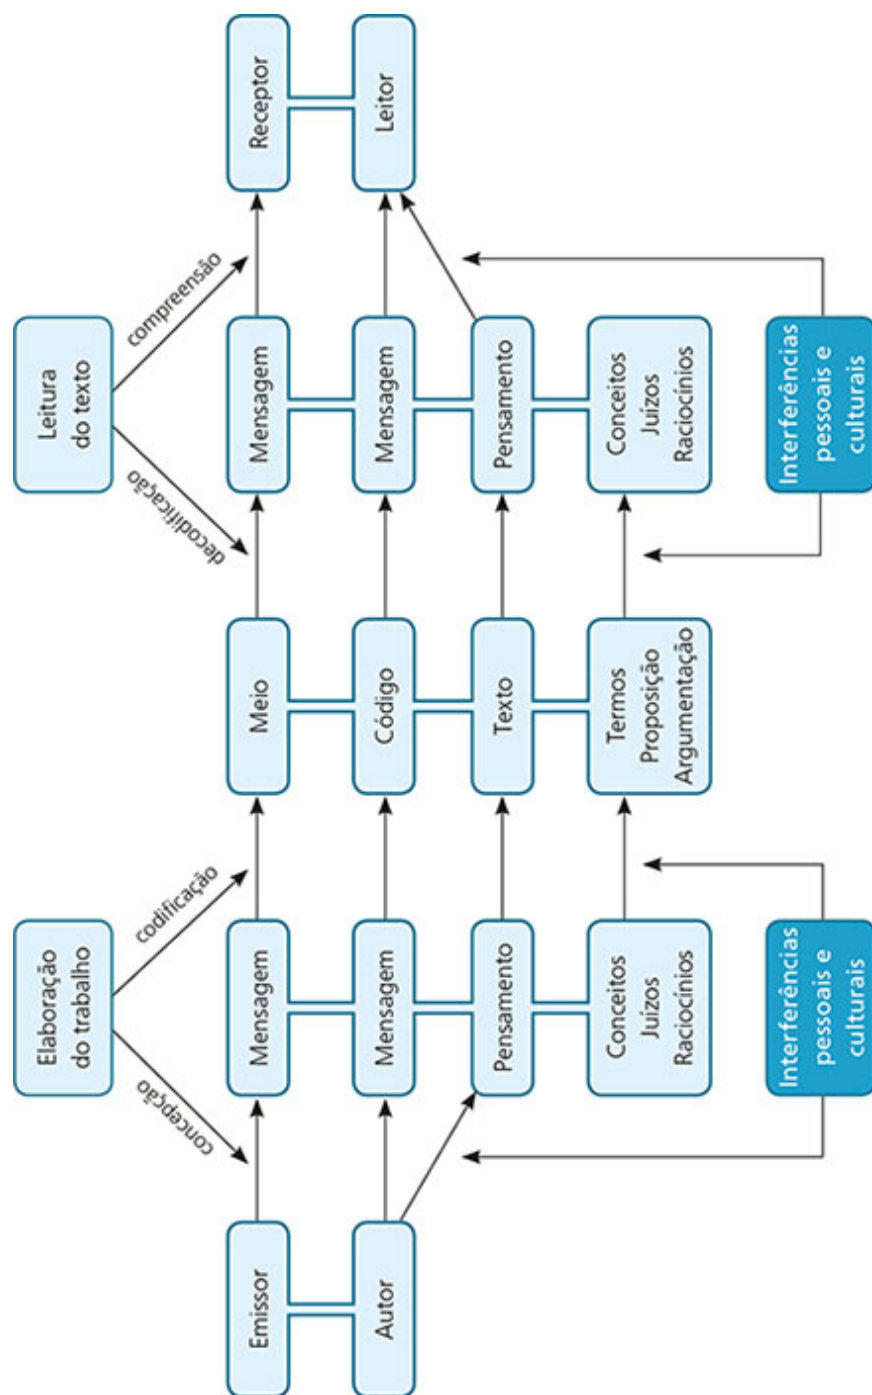 Elaboração
do trabalho
Leitura
do texto
concepção
codificação
decodificação
compreensão
Emissor
Mensagem
Meio
Mensagem
Receptor
Autor
Mensagem
Código
Mensagem
Leitor
Pensamento
Texto
Pensamento
Conceitos
Juízos
Raciocínios
Termos
Proposição
Argumentação
Conceitos
Juízos
Raciocínios
Interferências
pessoais e
culturais
Interferências
pessoais e
culturais